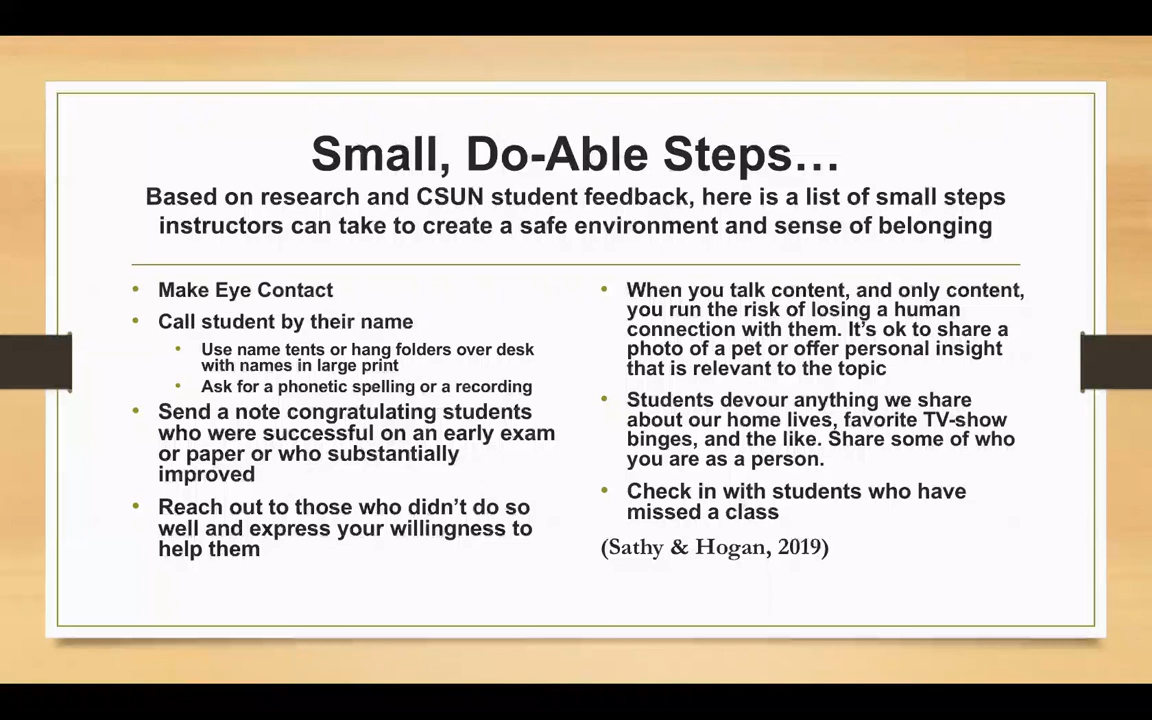 Small, Do-Able Steps…
Based on research and CSUN student feedback, here is a list of small steps
instructors can take to create a safe environment and sense of belonging
• Make Eye Contact
• Call student by their name
• Use name tents or hang folders over desk
with names in large print
• Ask for a phonetic spelling or a recording
• Send a note congratulating students
who were successful on an early exam
or paper or who substantially
improved
• Reach out to those who didn’t do so
well and express your willingness to
help them
• When you talk content, and only content,
you run the risk of losing a human
connection with them. It’s ok to share a
photo of a pet or offer personal insight
that is relevant to the topic
• Students devour anything we share
about our home lives, favorite TV-show
binges, and the like. Share some of who
you are as a person.
• Check in with students who have
missed a class
(Sathy & Hogan, 2019)